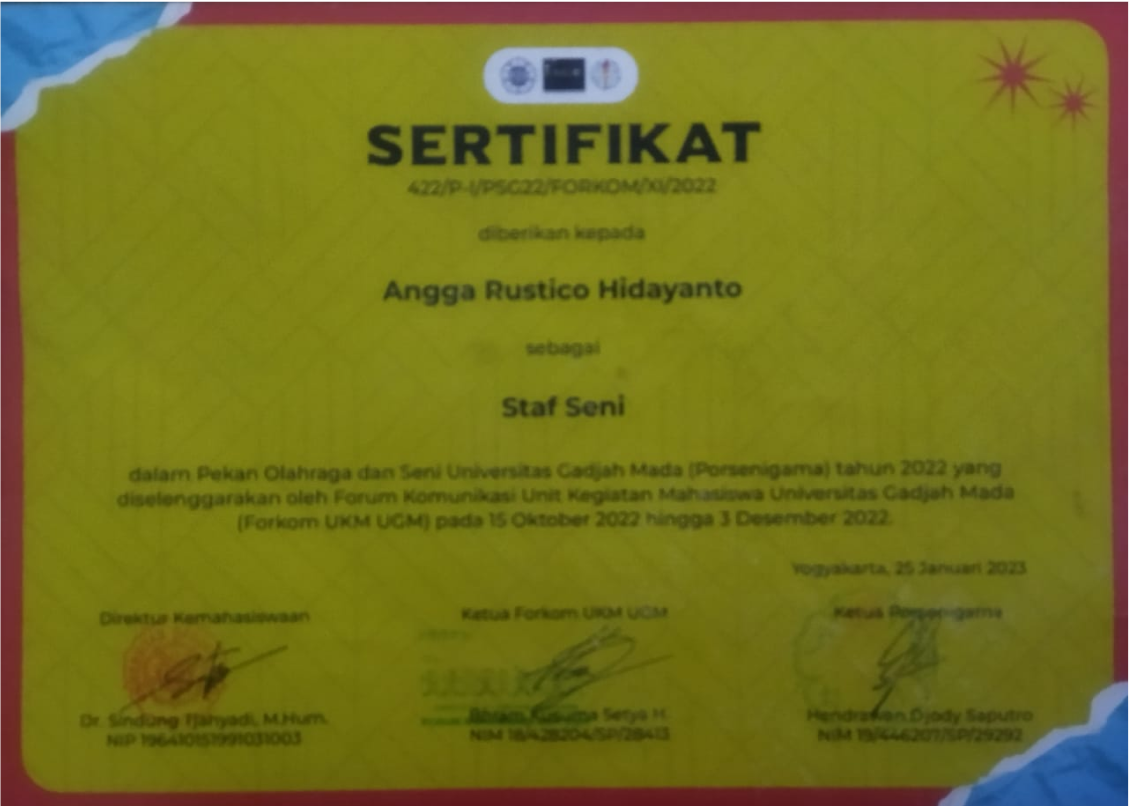 SERTIFIKAT
422/P-I/PSG22/FORKOM/XI/2022
diberikan kepada
Angga Rustico Hidayanto
sebagai
Staf Seni
dalam Pekan Olahraga dan Seni Universitas Gadjah Mada (Porsenigama) tahun 2022 yang
diselenggarakan oleh Forum Komunikasi Unit Kegiatan Mahasiswa Universitas Gadjah Mada
(Forkom UKM UGM) pada 15 Oktober 2022 hingga 3 Desember 2022.
Yogyakarta, 25 Januari 2023
Direktur Kemahasiswaan
Ketua Forkom UKM UGM
Ketua Porsenigama
Dr. Sindung Tjahyadi, M.Hum.
NIP 196410151991031003
Setya H.
NIM 18/428204/SP/28413
Hendrawan Djody Saputro
NIM 19/446207/SP/29292